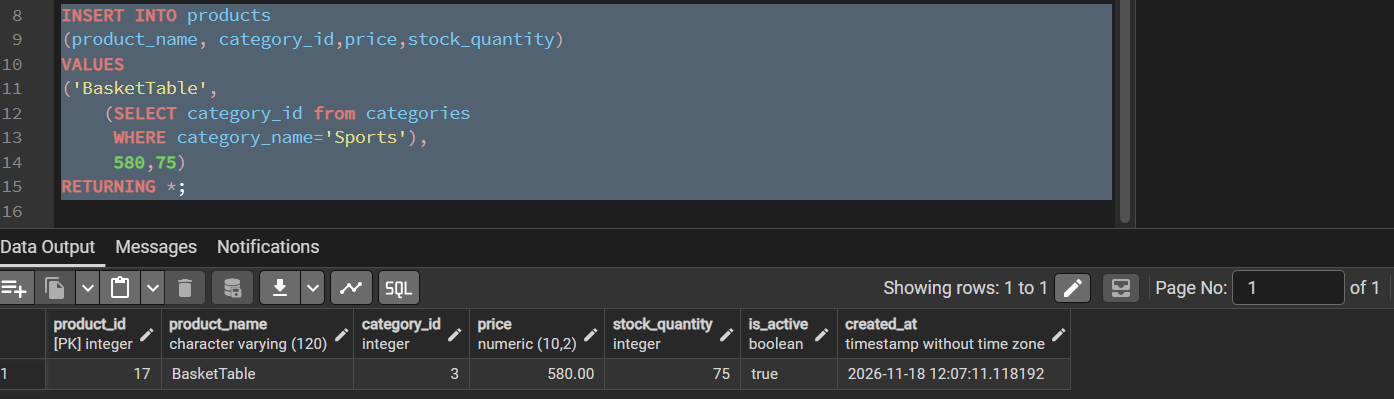 8 INSERT INTO products
9 (product_name, category_id,price,stock_quantity)
10 VALUES
11 ('BasketTable',
12 (SELECT category_id from categories
13 WHERE category_name='Sports'),
14 580,75)
15 RETURNING *;
16
Data Output Messages Notifications
SQL Showing rows: 1 to 1 Page No: 1 of 1
product_id product_name category_id price stock_quantity is_active created_at
[PK] integer character varying (120) integer numeric (10,2) integer boolean timestamp without time zone
1 17 BasketTable 3 580.00 75 true 2026-11-18 12:07:11.118192